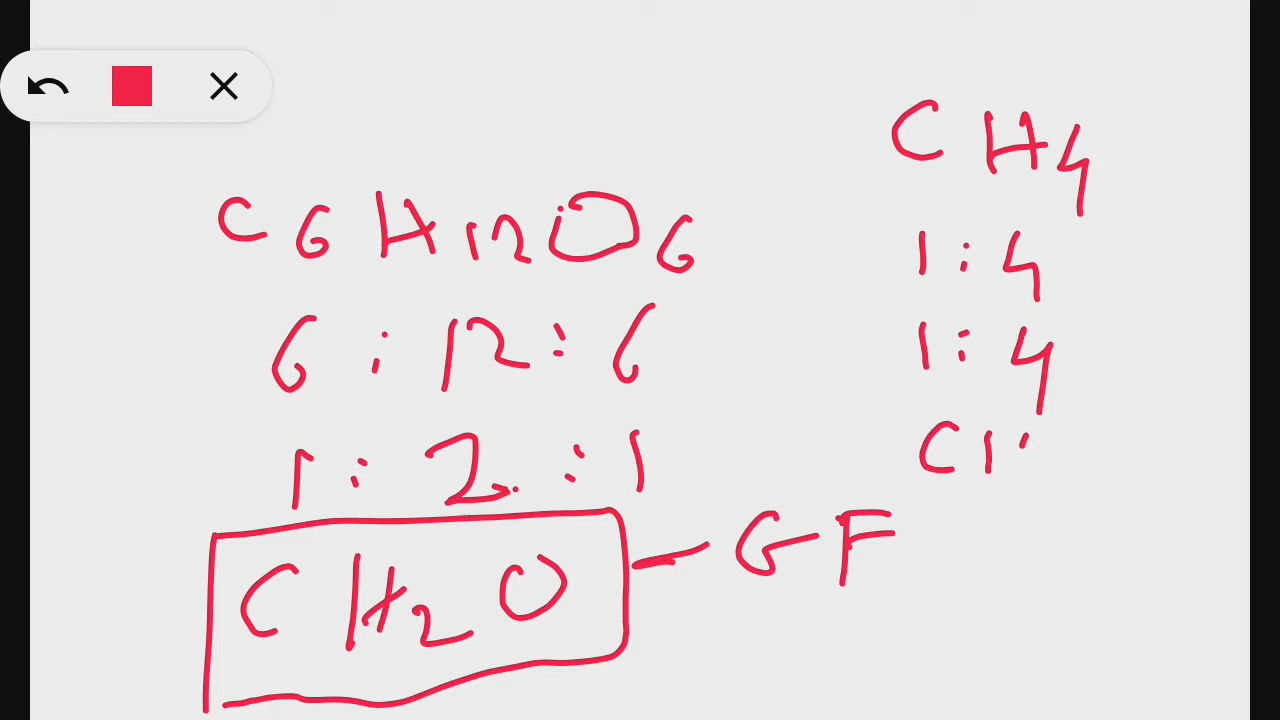 C6H12O6
6 : 12 : 6
1 : 2 : 1
CH2O - GF
CH4
1 : 4
1 : 4